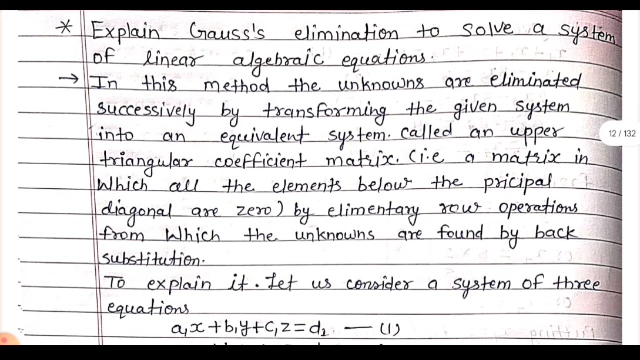 * Explain Gauss's elimination to solve a system
of linear algebraic equations.
→ In this method the unknowns are eliminated
successively by transforming the given system
into an equivalent system. called an upper
triangular coefficient matrix. (i.e a matrix in
which all the elements below the pricipal
diagonal are zero) by elimentary row operations
from which the unknowns are found by back
substitution.
To explain it. Let us consider a system of three
equations
a₁x+b₁y+c₁z=d₁ — (1)
12 / 132